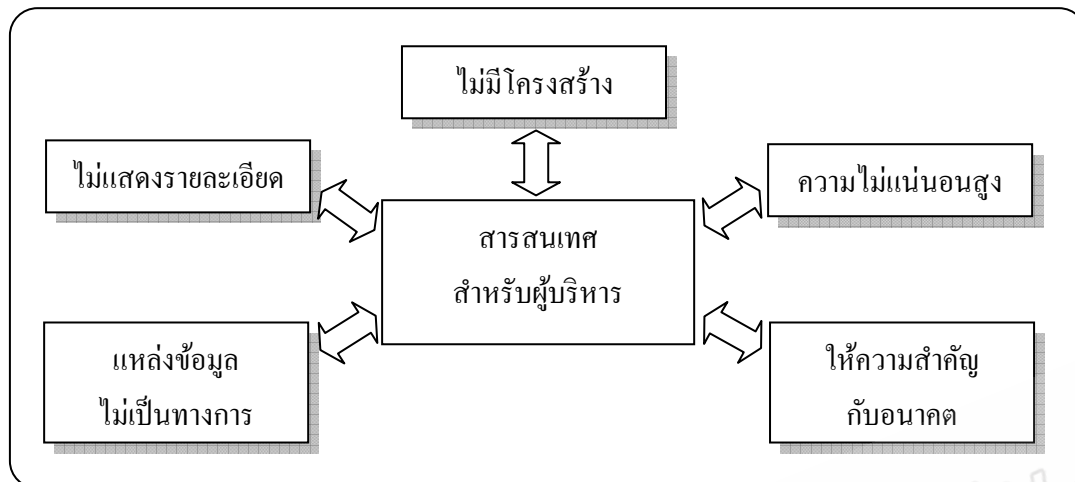 ไม่มีโครงสร้าง
ไม่แสดงรายละเอียด
ความไม่แน่นอนสูง
สารสนเทศ
สำหรับผู้บริหาร
แหล่งข้อมูล
ไม่เป็นทางการ
ให้ความสำคัญ
กับอนาคต